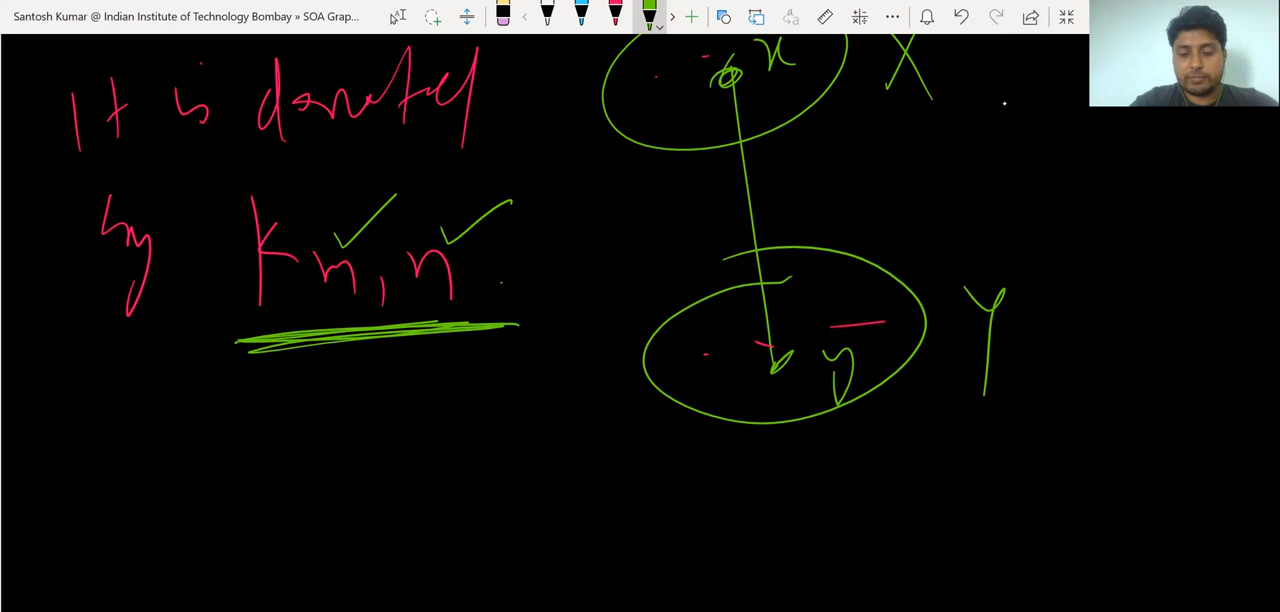 Santosh Kumar @ Indian Institute of Technology Bombay » SOA Grap...
It is denoted
by Km,n
x
X
y
Y